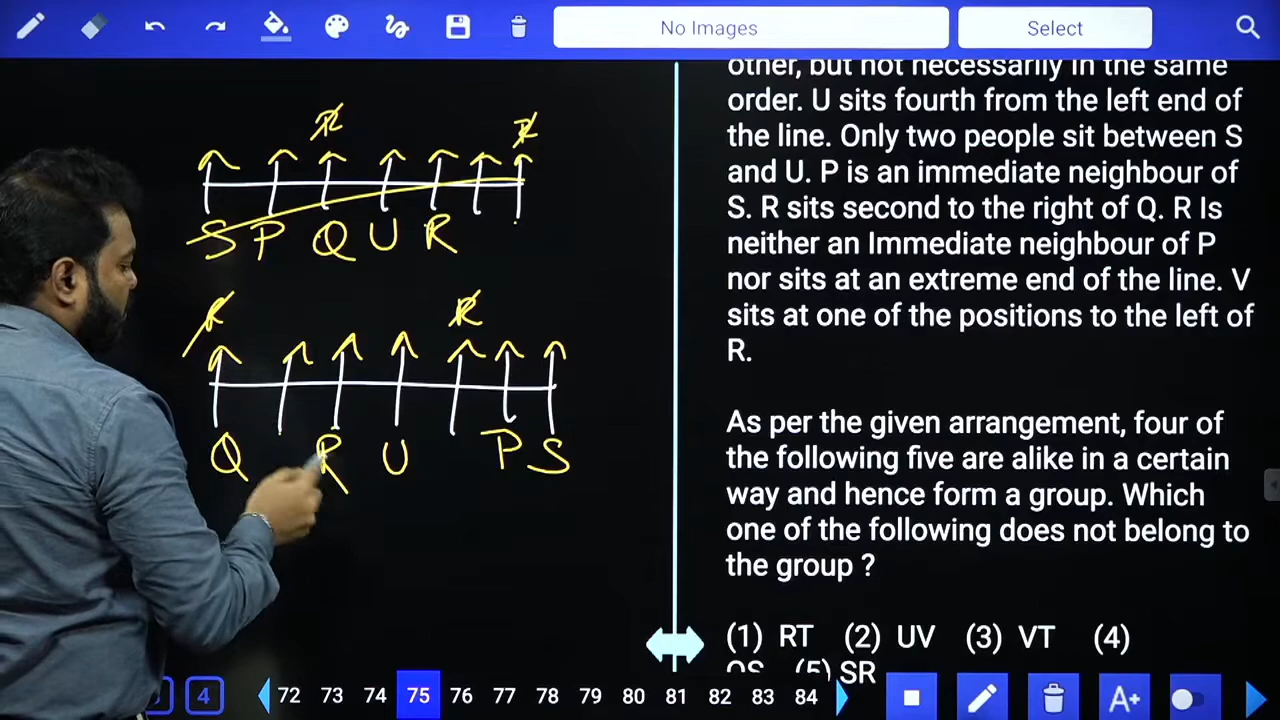 No Images
Select
other, but not necessarily in the same
order. U sits fourth from the left end of
the line. Only two people sit between S
and U. P is an immediate neighbour of
S. R sits second to the right of Q. R Is
neither an Immediate neighbour of P
nor sits at an extreme end of the line. V
sits at one of the positions to the left of
R.
As per the given arrangement, four of
the following five are alike in a certain
way and hence form a group. Which
one of the following does not belong to
the group ?
(1) RT (2) UV (3) VT (4)
QS (5) SR
R R
S P Q U R
R R
Q R U P S
4 72 73 74 75 76 77 78 79 80 81 82 83 84 A+